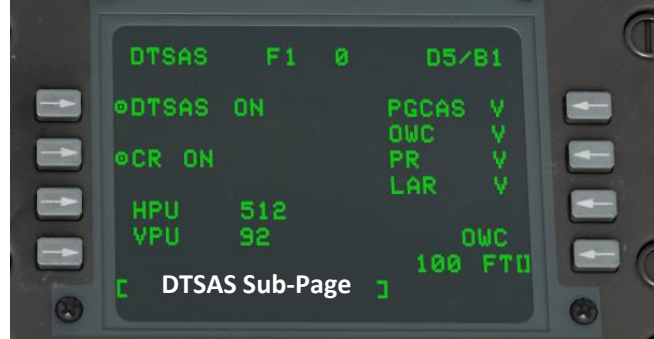 DTSAS F1 0 D5/B1
⊙DTSAS ON PGCAS V
OWC V
⊙CR ON PR V
LAR V
HPU 512
VPU 92 OWC
100 FT[]
[ DTSAS Sub-Page ]